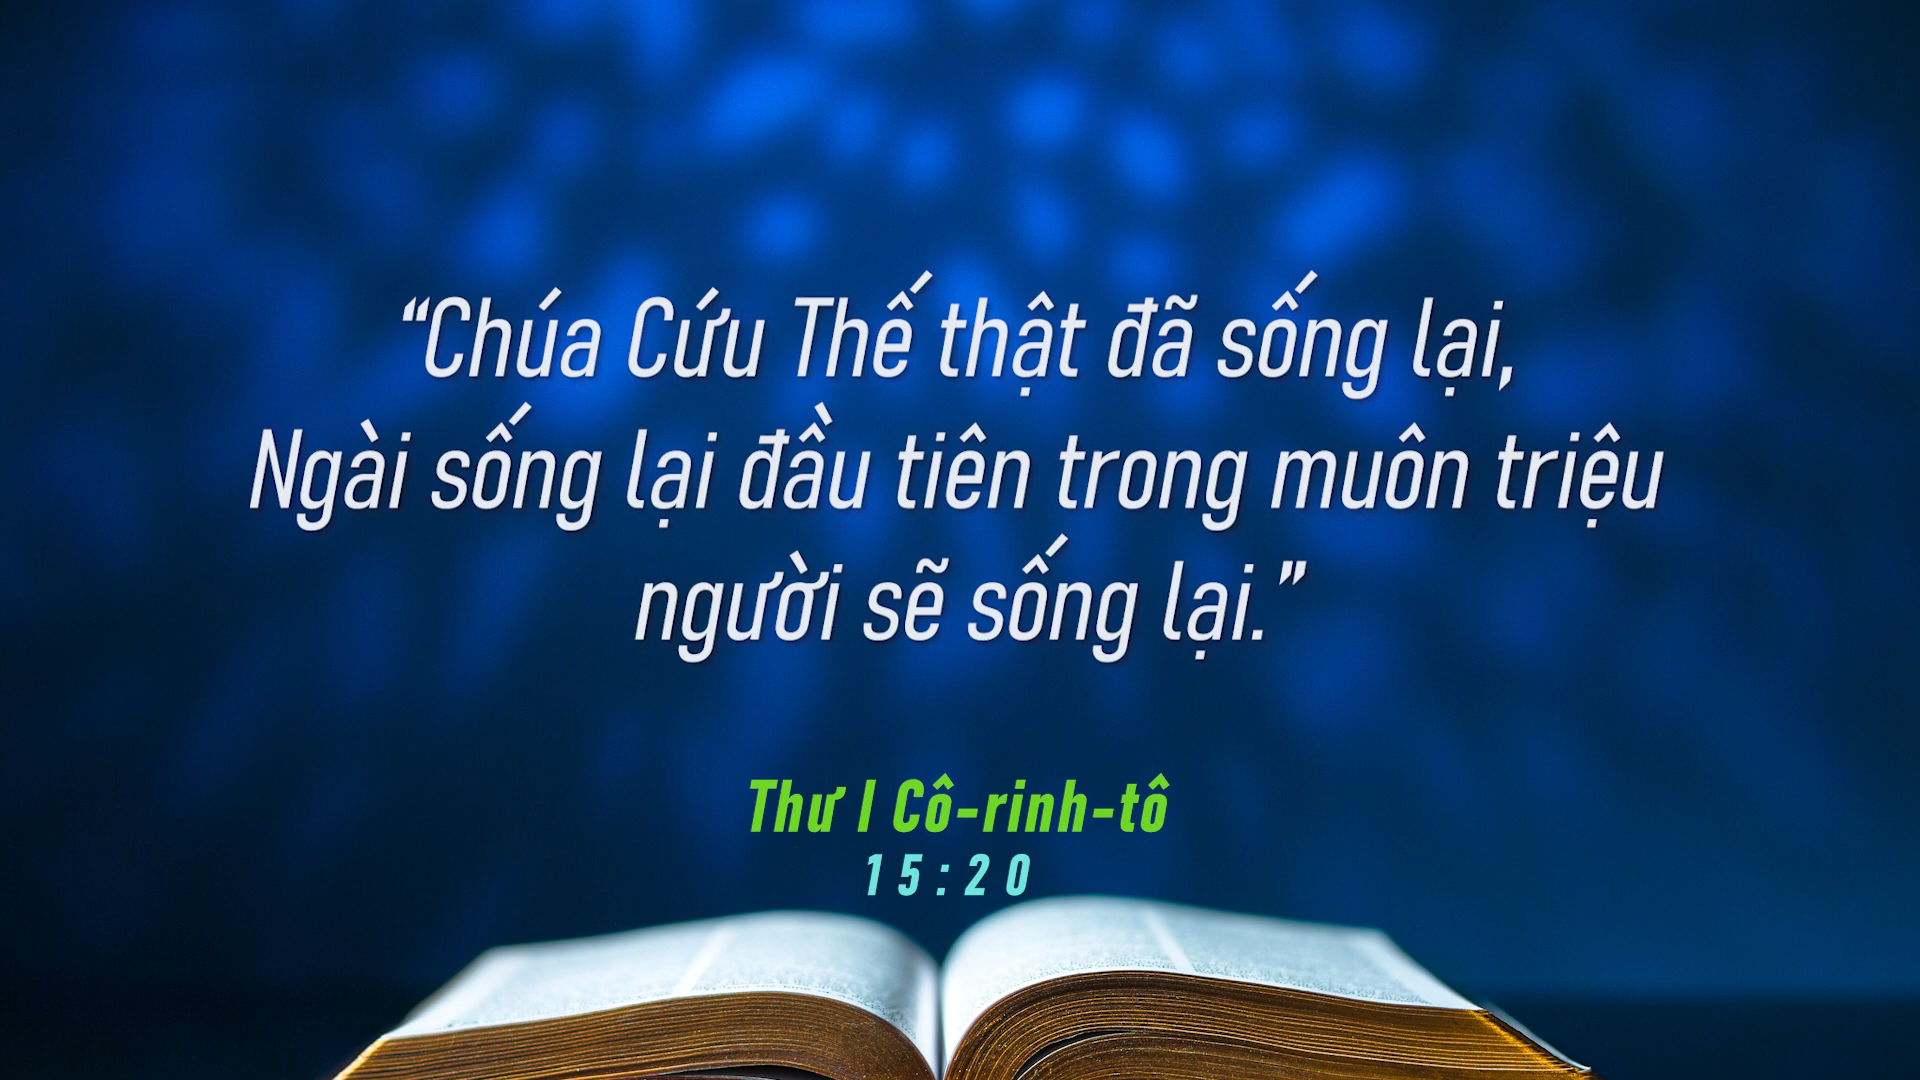 “Chúa Cứu Thế thật đã sống lại,
Ngài sống lại đầu tiên trong muôn triệu
người sẽ sống lại.”
Thư I Cô-rinh-tô
15:20